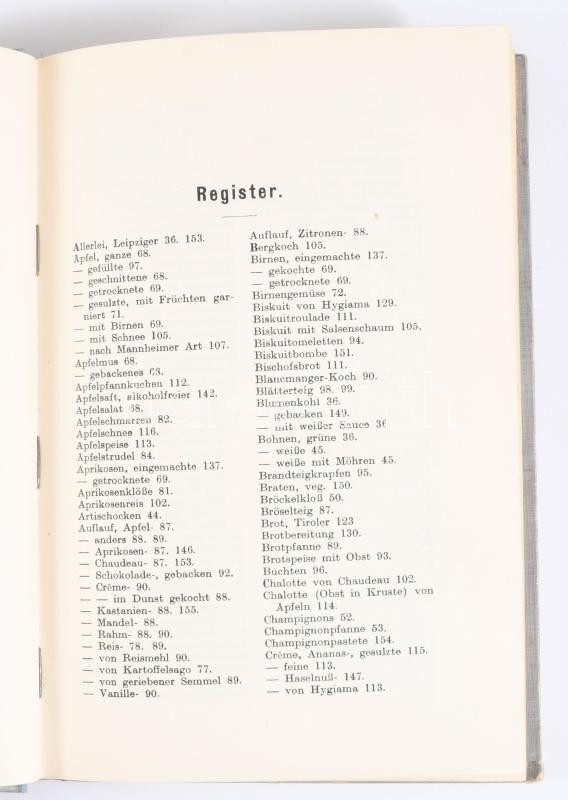 Register.
Allerlei, Leipziger 36. 153.
Äpfel, ganze 68.
— gefüllte 97.
— geschnittene 68.
— getrocknete 69.
— gesulzte, mit Früchten gar-
niert 71.
— mit Birnen 69.
— mit Schnee 105.
— nach Mannheimer Art 107.
Apfelmus 68.
— gebackenes 63.
Apfelpfannkuchen 112.
Apfelsaft, alkoholfreier 142.
Apfelsalat 58.
Apfelschmarren 82.
Apfelschnee 116.
Apfelspeise 113.
Apfelstrudel 84.
Aprikosen, eingemachte 137.
— getrocknete 69.
Aprikosenklöße 81.
Aprikosenreis 102.
Artischocken 44.
Auflauf, Apfel- 87.
— anders 88. 89.
— Aprikosen- 87. 146.
— Chaudeau- 87. 153.
— Schokolade-, gebacken 92.
— Crème- 90.
— — im Dunst gekocht 88.
— Kastanien- 88. 155.
— Mandel- 88.
— Rahm- 88. 90.
— Reis- 78. 89.
— von Reismehl 90.
— von Kartoffelsago 77.
— von geriebener Semmel 89.
— Vanille- 90.
Auflauf, Zitronen- 88.
Bergkoch 105.
Birnen, eingemachte 137.
— gekochte 69.
— getrocknete 69.
Birnengemüse 72.
Biskuit von Hygiama 129.
Biskuitroulade 111.
Biskuit mit Salsenschaum 105.
Biskuitomeletten 94.
Biskuitbombe 151.
Bischofsbrot 111.
Blancmanger-Koch 90.
Blätterteig 98. 99.
Blumenkohl 36.
— gebacken 149.
— mit weißer Sauce 36
Bohnen, grüne 36.
— weiße 45.
— weiße mit Möhren 45.
Brandteigkrapfen 95.
Braten, veg. 150.
Bröckelkloß 50.
Bröselteig 87.
Brot, Tiroler 123
Brotbereitung 130.
Brotpfanne 89.
Brotspeise mit Obst 93.
Buchten 96.
Chalotte von Chaudeau 102.
Chalotte (Obst in Kruste) von
Äpfeln 114.
Champignons 52.
Champignonpfanne 53.
Champignonpastete 154.
Crème, Ananas-, gesulzte 115.
— feine 113.
— Haselnuß- 147.
— von Hygiama 113.